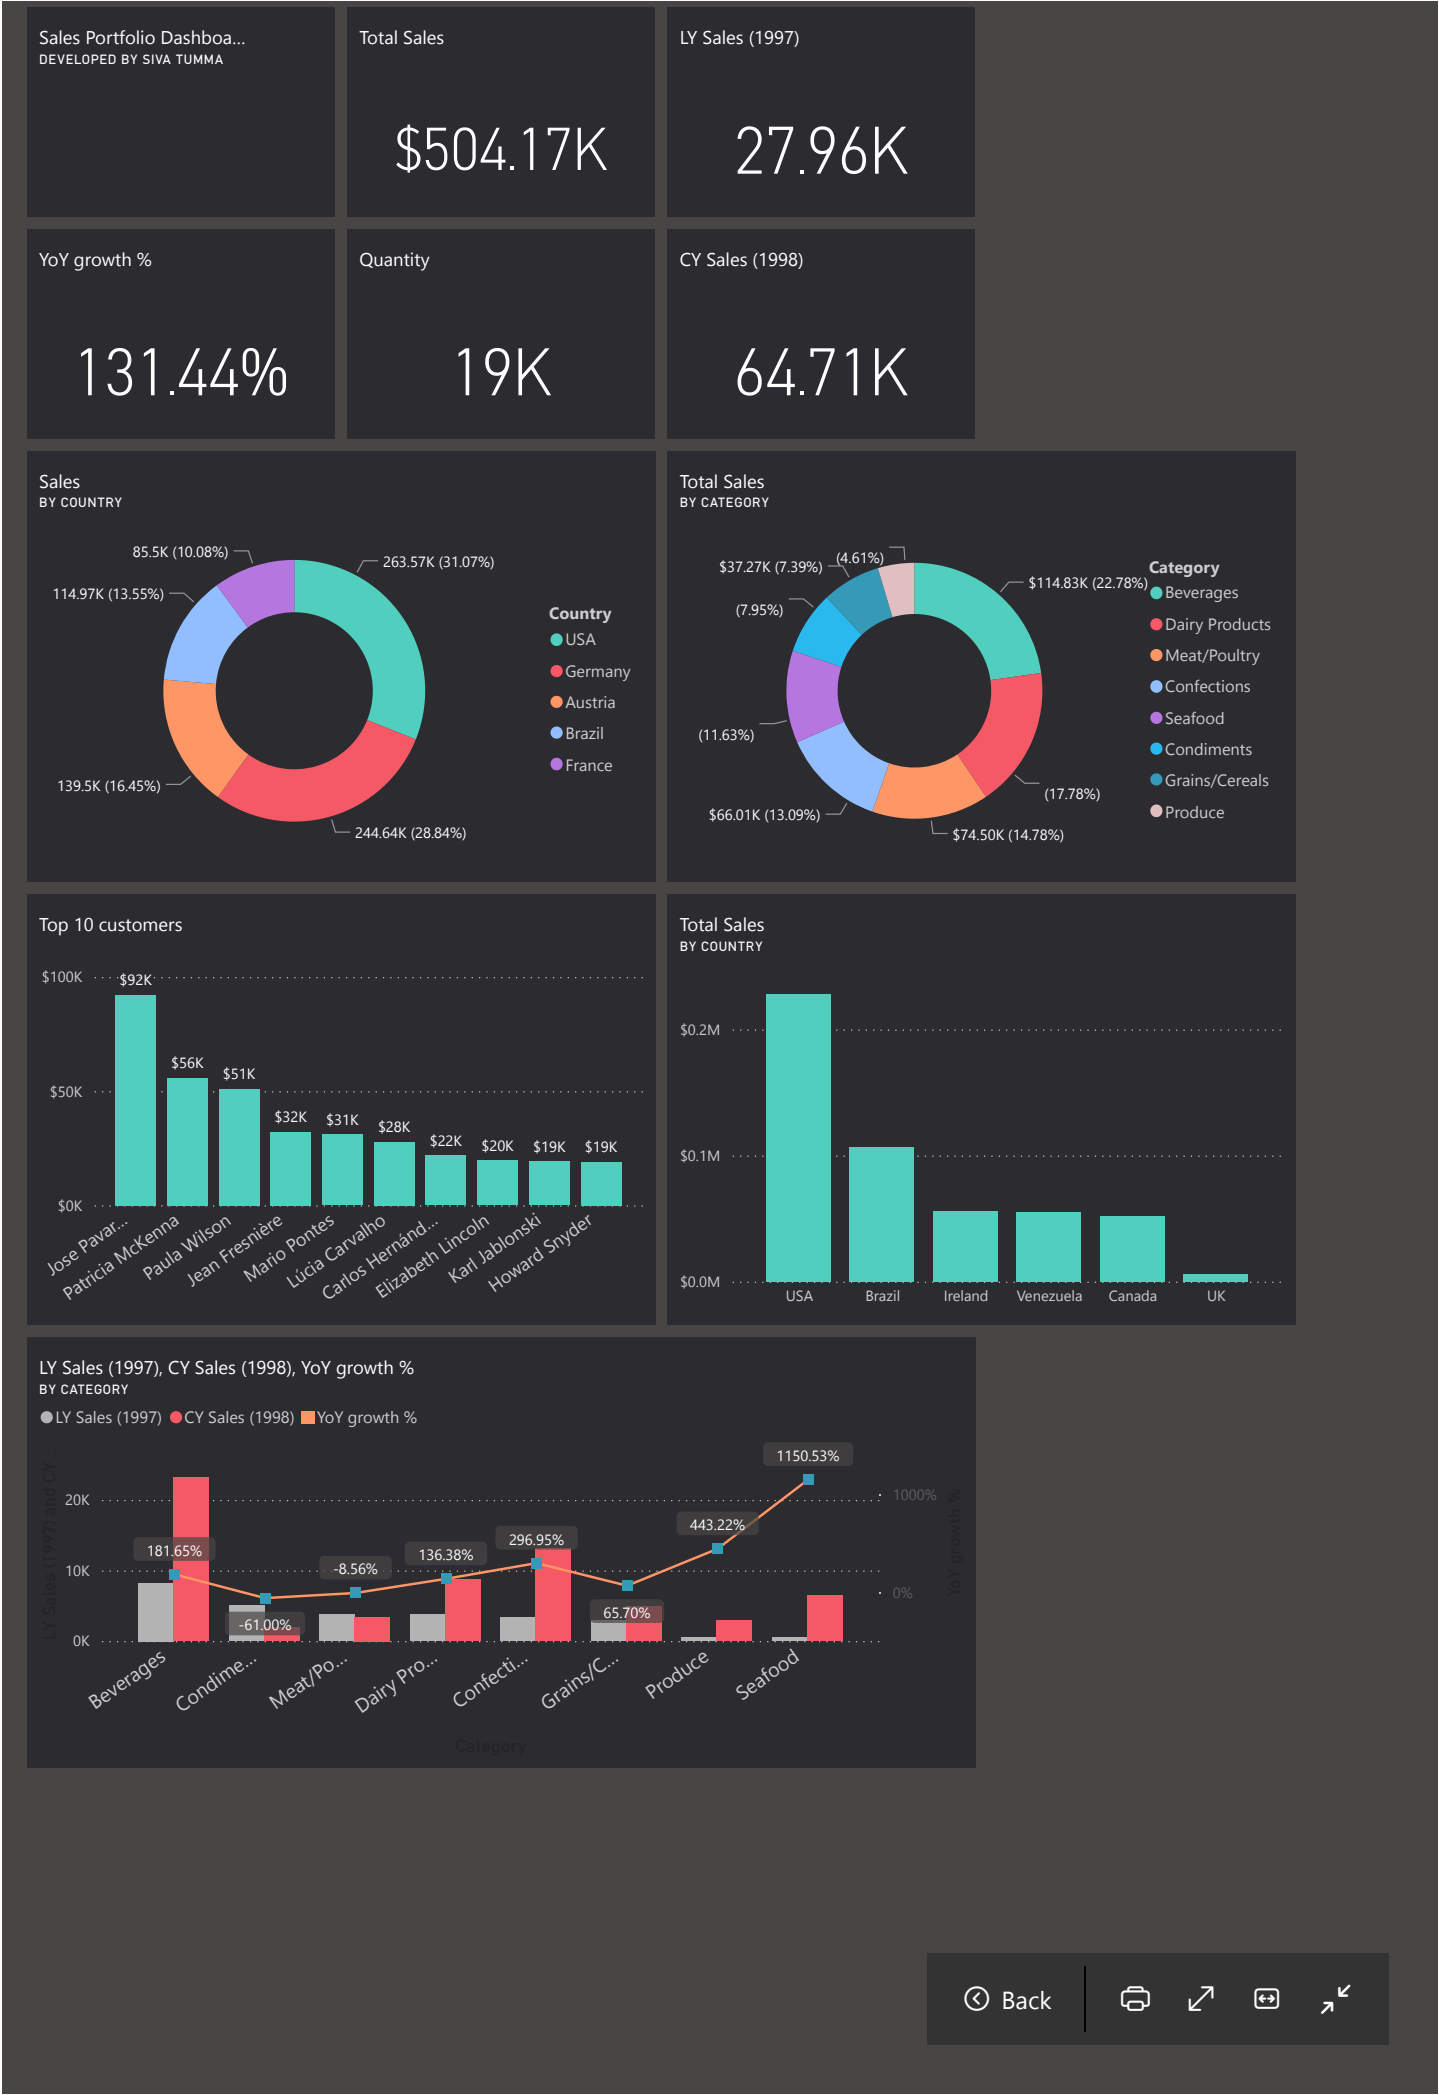 Sales Portfolio Dashboa...
DEVELOPED BY SIVA TUMMA
Total Sales
$504.17K
LY Sales (1997)
27.96K
YoY growth %
131.44%
Quantity
19K
CY Sales (1998)
64.71K
Sales
BY COUNTRY
85.5K (10.08%)
263.57K (31.07%)
114.97K (13.55%)
139.5K (16.45%)
244.64K (28.84%)
Country
USA
Germany
Austria
Brazil
France
Total Sales
BY CATEGORY
(4.61%)
$37.27K (7.39%)
$114.83K (22.78%)
(7.95%)
(11.63%)
(17.78%)
$66.01K (13.09%)
$74.50K (14.78%)
Category
Beverages
Dairy Products
Meat/Poultry
Confections
Seafood
Condiments
Grains/Cereals
Produce
Top 10 customers
$100K
$50K
$0K
$92K
$56K
$51K
$32K
$31K
$28K
$22K
$20K
$19K
$19K
Jose Pavar...
Patricia McKenna
Paula Wilson
Jean Fresnière
Mario Pontes
Lúcia Carvalho
Carlos Hernánd...
Elizabeth Lincoln
Karl Jablonski
Howard Snyder
Total Sales
BY COUNTRY
$0.2M
$0.1M
$0.0M
USA
Brazil
Ireland
Venezuela
Canada
UK
LY Sales (1997), CY Sales (1998), YoY growth %
BY CATEGORY
LY Sales (1997) CY Sales (1998) YoY growth %
LY Sales (1997) and CY...
20K
10K
0K
181.65%
-61.00%
-8.56%
136.38%
296.95%
65.70%
443.22%
1150.53%
1000%
0%
YoY growth %
Beverages
Condime...
Meat/Po...
Dairy Pro...
Confecti...
Grains/C...
Produce
Seafood
Category
Back